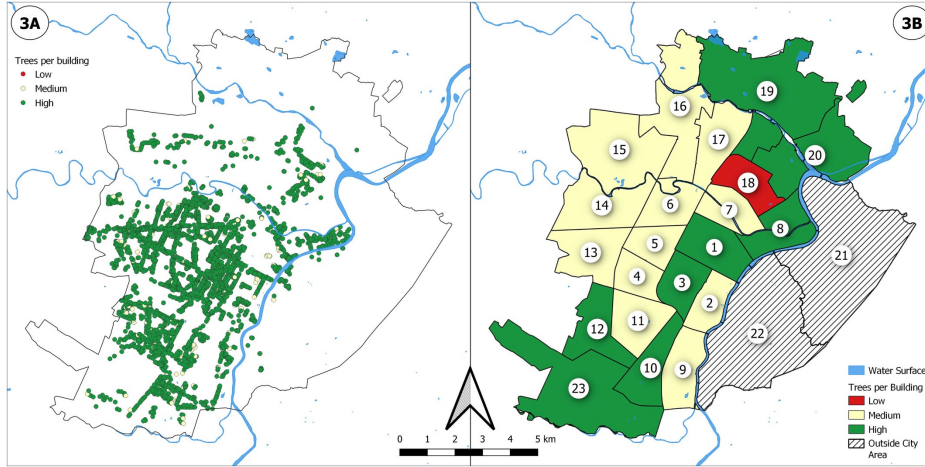 3A
Trees per building
Low
Medium
High
3B
19
16
17
15
20
18
14
6
7
8
13
5
1
21
4
3
2
11
12
22
10
9
23
Water Surface
Trees per Building
Low
Medium
High
Outside City
Area
0 1 2 3 4 5 km